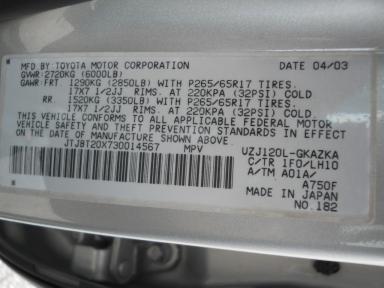 MFD.BY:TOYOTA MOTOR CORPORATION DATE 04/03
GVWR:2720KG (6000LB)
GAWR:FRT. 1290KG (2850LB) WITH P265/65R17 TIRES.
17X7 1/2JJ RIMS. AT 220KPA (32PSI) COLD
RR. 1520KG (3350LB) WITH P265/65R17 TIRES.
17X7 1/2JJ RIMS. AT 220KPA (32PSI) COLD
THIS VEHICLE CONFORMS TO ALL APPLICABLE FEDERAL MOTOR
VEHICLE SAFETY AND BUMPER STANDARDS IN EFFECT ON
THE DATE OF MANUFACTURE SHOWN ABOVE.
JTJBT20X730014567 MPV
UZJ120L-GKAZKA
C/TR 1F0/LH10
A/TM A01A/
A750F
MADE IN JAPAN
NO.182